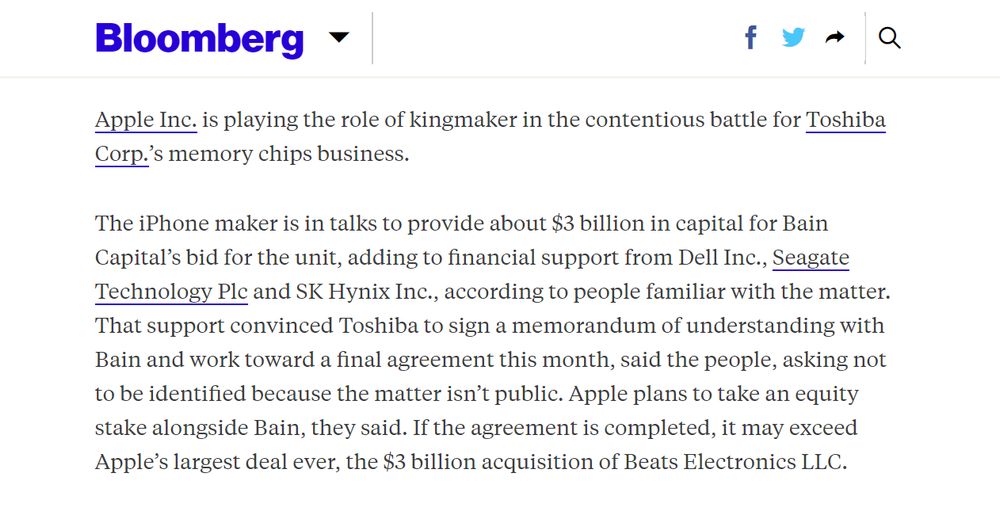 Bloomberg
Apple Inc. is playing the role of kingmaker in the contentious battle for Toshiba
Corp.’s memory chips business.
The iPhone maker is in talks to provide about $3 billion in capital for Bain
Capital’s bid for the unit, adding to financial support from Dell Inc., Seagate
Technology Plc and SK Hynix Inc., according to people familiar with the matter.
That support convinced Toshiba to sign a memorandum of understanding with
Bain and work toward a final agreement this month, said the people, asking not
to be identified because the matter isn’t public. Apple plans to take an equity
stake alongside Bain, they said. If the agreement is completed, it may exceed
Apple’s largest deal ever, the $3 billion acquisition of Beats Electronics LLC.